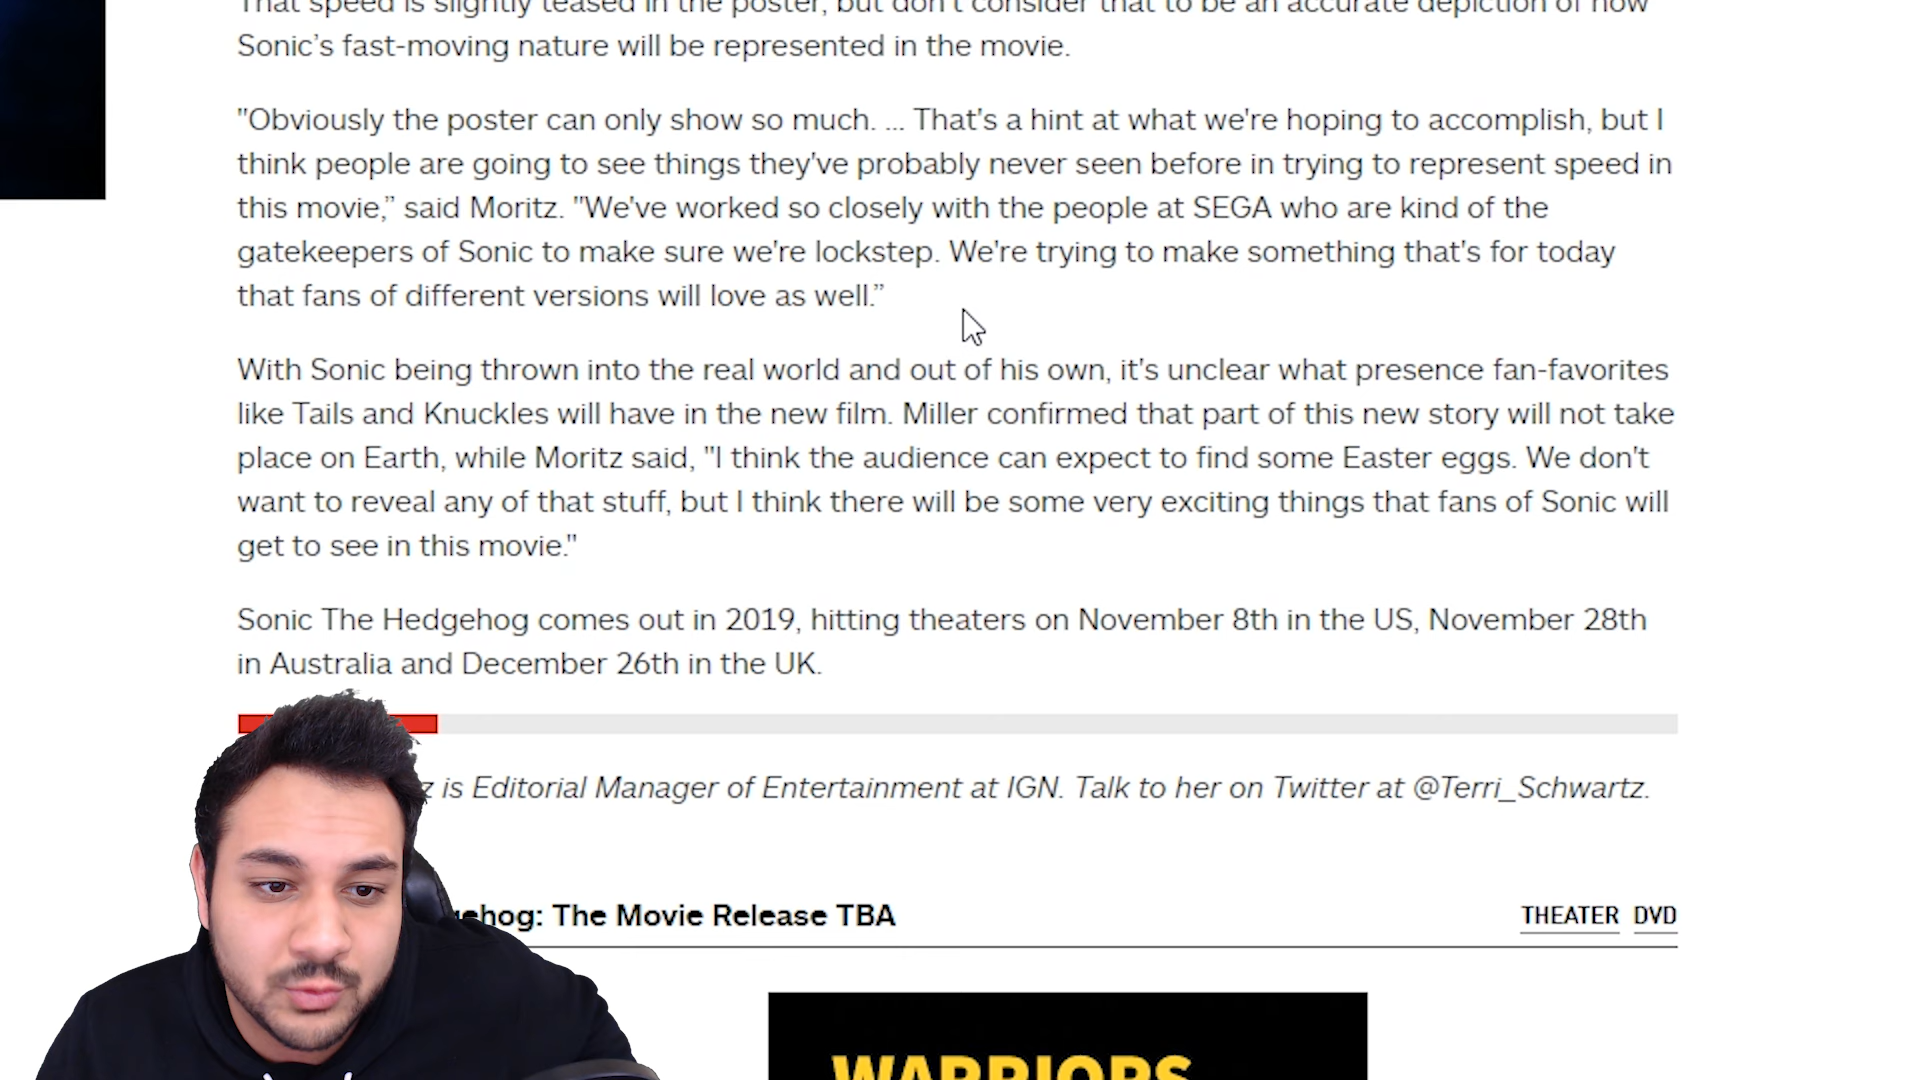 That speed is slightly teased in the poster, but don't consider that to be an accurate depiction of how
Sonic's fast-moving nature will be represented in the movie.
"Obviously the poster can only show so much. ... That's a hint at what we're hoping to accomplish, but I
think people are going to see things they've probably never seen before in trying to represent speed in
this movie,” said Moritz. "We've worked so closely with the people at SEGA who are kind of the
gatekeepers of Sonic to make sure we're lockstep. We're trying to make something that's for today
that fans of different versions will love as well.”
With Sonic being thrown into the real world and out of his own, it's unclear what presence fan-favorites
like Tails and Knuckles will have in the new film. Miller confirmed that part of this new story will not take
place on Earth, while Moritz said, "I think the audience can expect to find some Easter eggs. We don't
want to reveal any of that stuff, but I think there will be some very exciting things that fans of Sonic will
get to see in this movie."
Sonic The Hedgehog comes out in 2019, hitting theaters on November 8th in the US, November 28th
in Australia and December 26th in the UK.
z is Editorial Manager of Entertainment at IGN. Talk to her on Twitter at @Terri_Schwartz.
gehog: The Movie Release TBA
THEATER DVD
WARRIORS